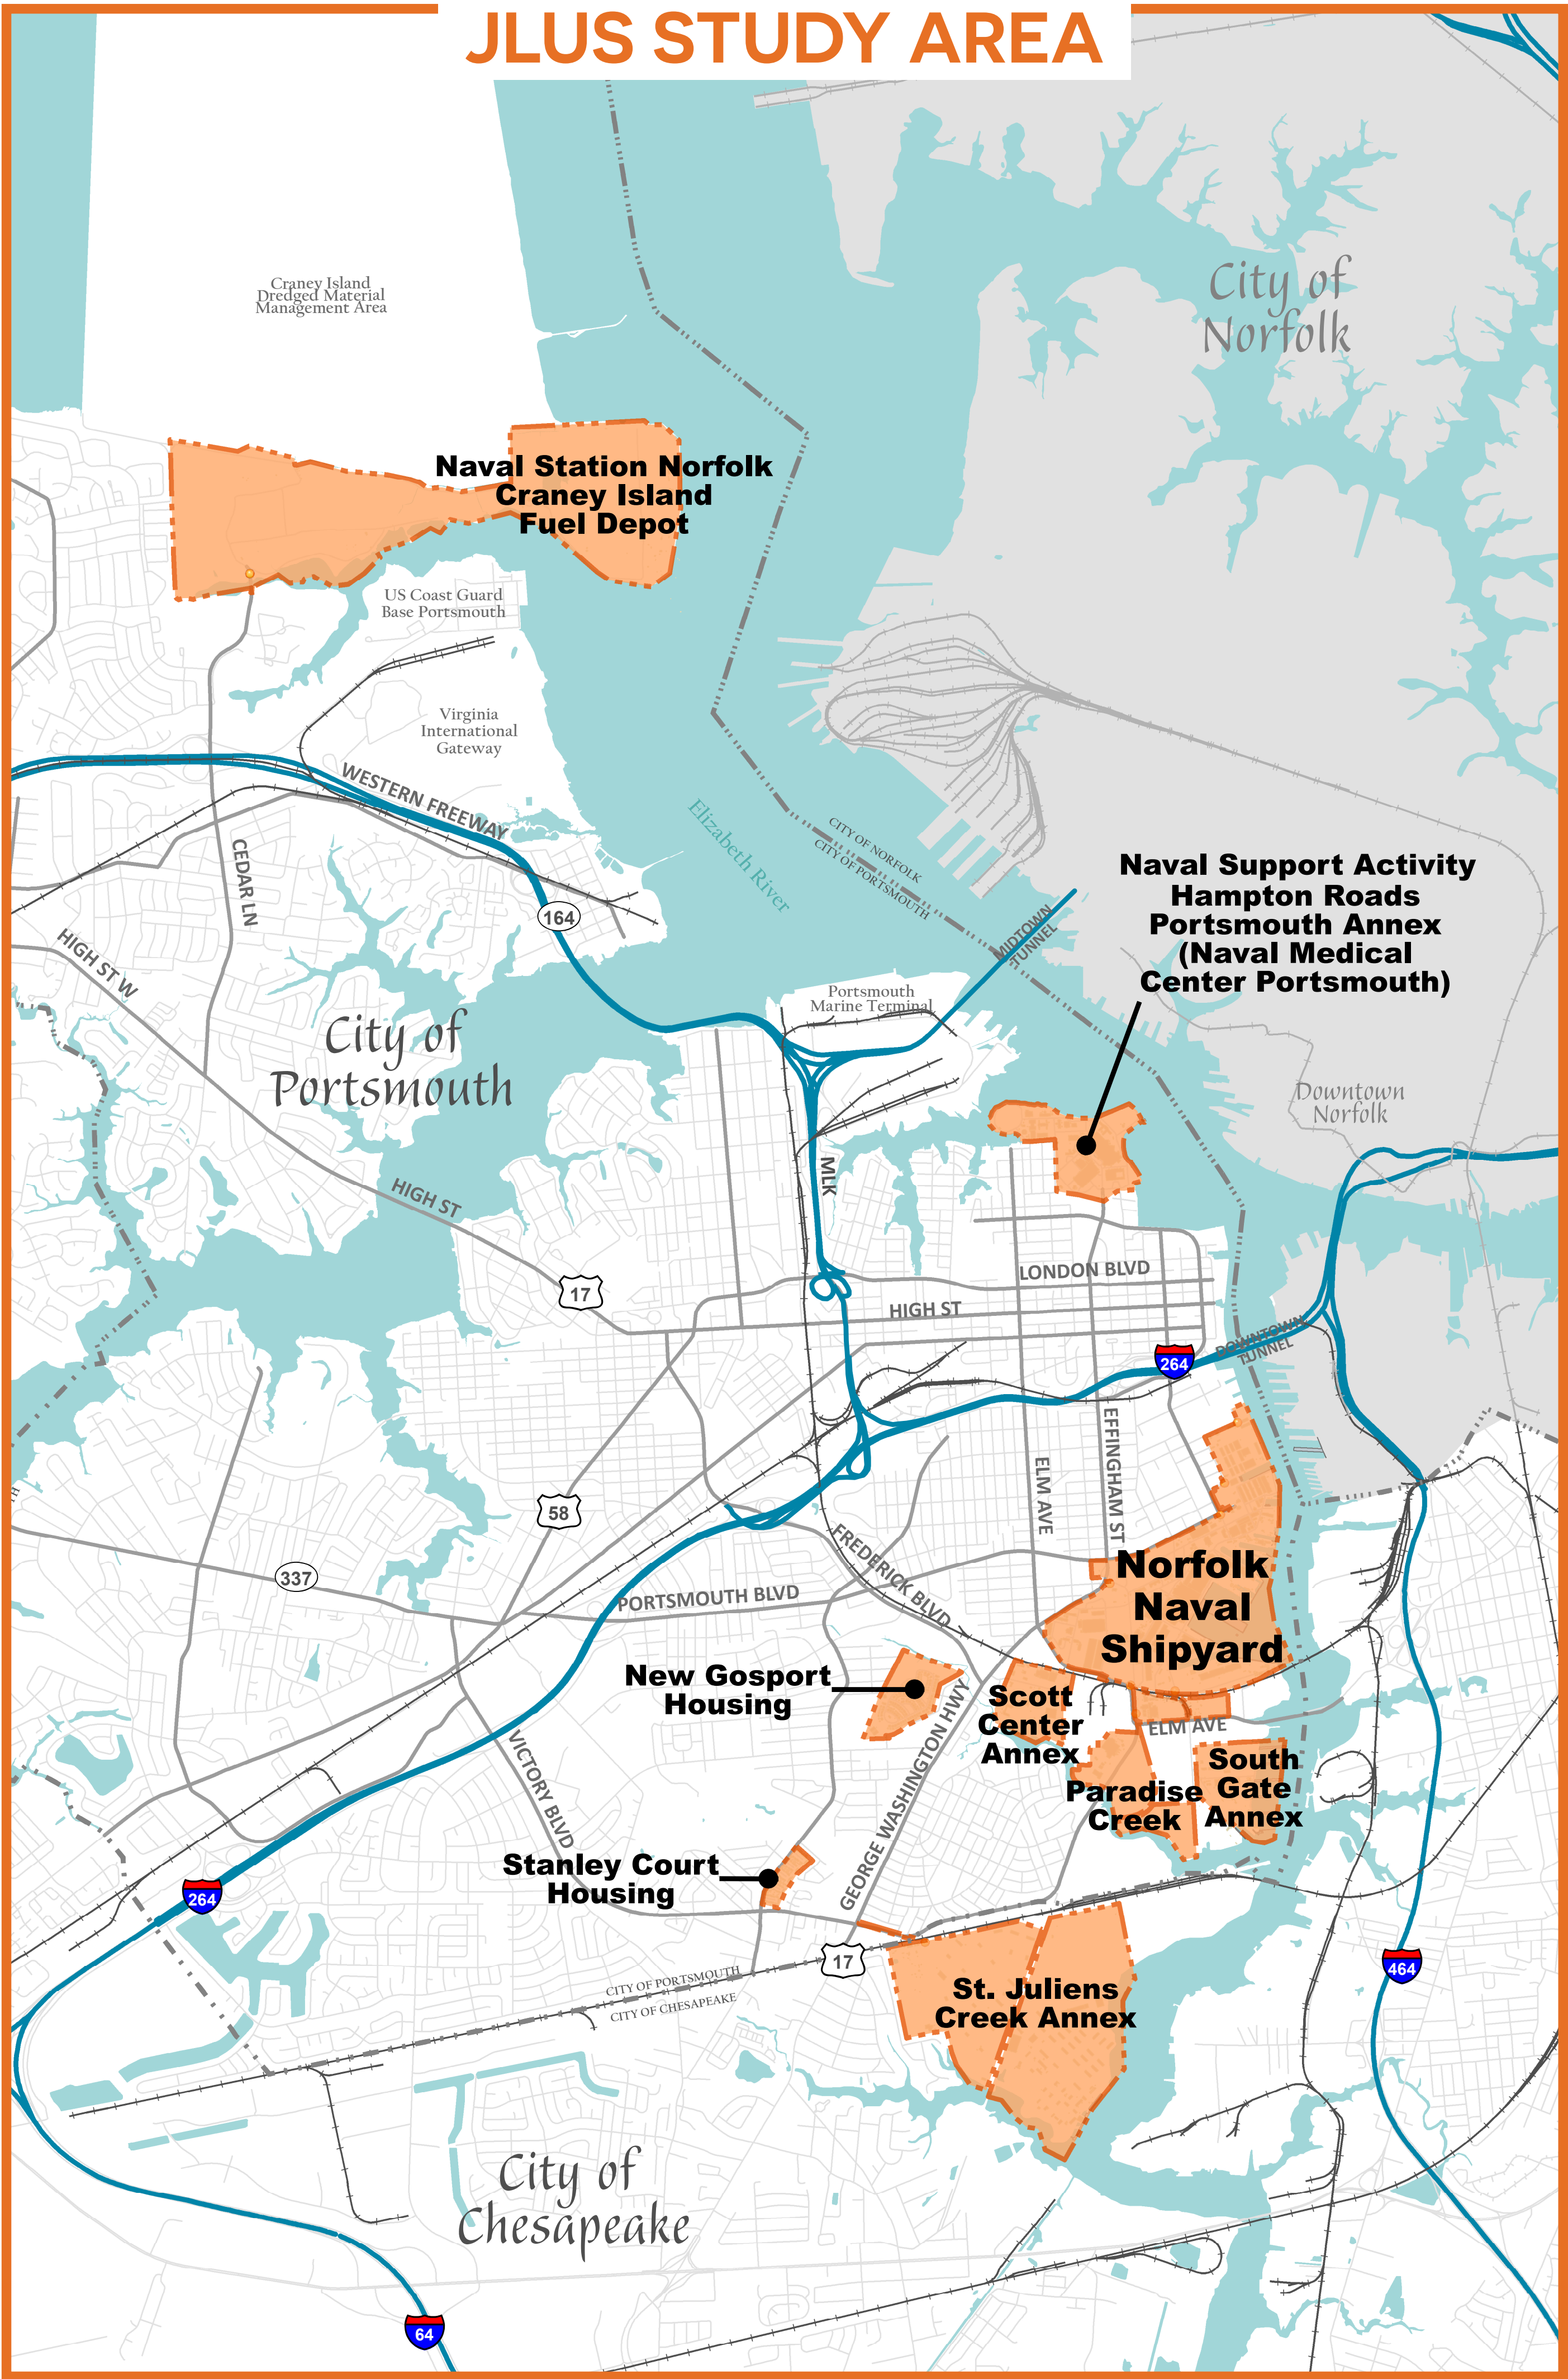 JLUS STUDY AREA
Craney Island
Dredged Material
Management Area
City of
Norfolk
Naval Station Norfolk
Craney Island
Fuel Depot
US Coast Guard
Base Portsmouth
Virginia
International
Gateway
WESTERN FREEWAY
Elizabeth River
CITY OF NORFOLK
CITY OF PORTSMOUTH
CEDAR LN
164
Naval Support Activity
Hampton Roads
Portsmouth Annex
(Naval Medical
Center Portsmouth)
MIDTOWN
TUNNEL
HIGH ST W
Portsmouth
Marine Terminal
City of
Portsmouth
Downtown
Norfolk
MLK
HIGH ST
LONDON BLVD
17
HIGH ST
DOWNTOWN
TUNNEL
264
EFFINGHAM ST
ELM AVE
58
FREDERICK BLVD
Norfolk
Naval
Shipyard
337
PORTSMOUTH BLVD
New Gosport
Housing
Scott
Center
Annex
ELM AVE
GEORGE WASHINGTON HWY
VICTORY BLVD
South
Gate
Annex
Paradise
Creek
Stanley Court
Housing
264
17
464
CITY OF PORTSMOUTH
CITY OF CHESAPEAKE
St. Juliens
Creek Annex
City of
Chesapeake
64